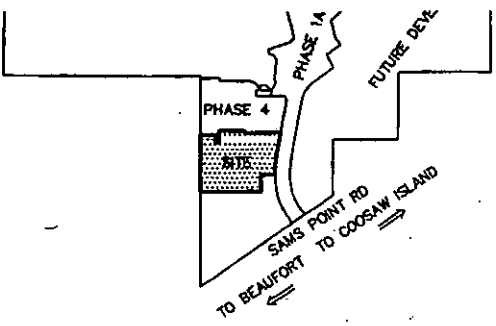 PHASE 1A
FUTURE DEVE
PHASE 4
SITE
SAMS POINT RD
TO BEAUFORT TO COOSAW ISLAND